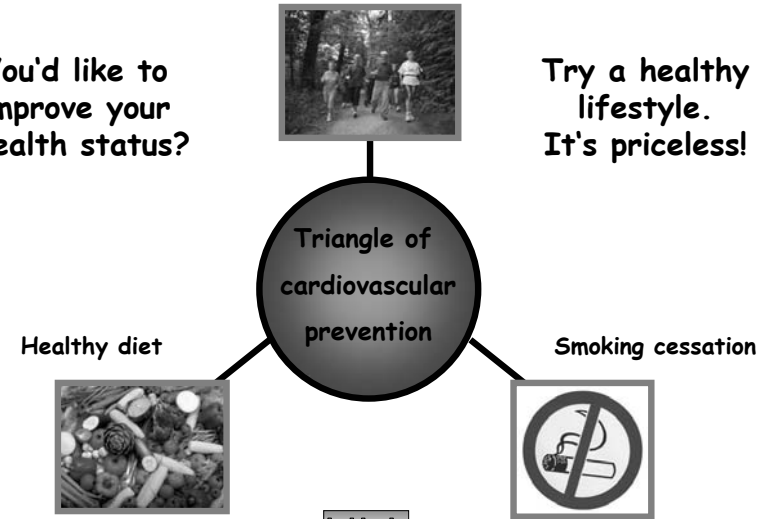 You'd like to
improve your
health status?
Try a healthy
lifestyle.
It's priceless!
Triangle of
cardiovascular
prevention
Healthy diet
Smoking cessation